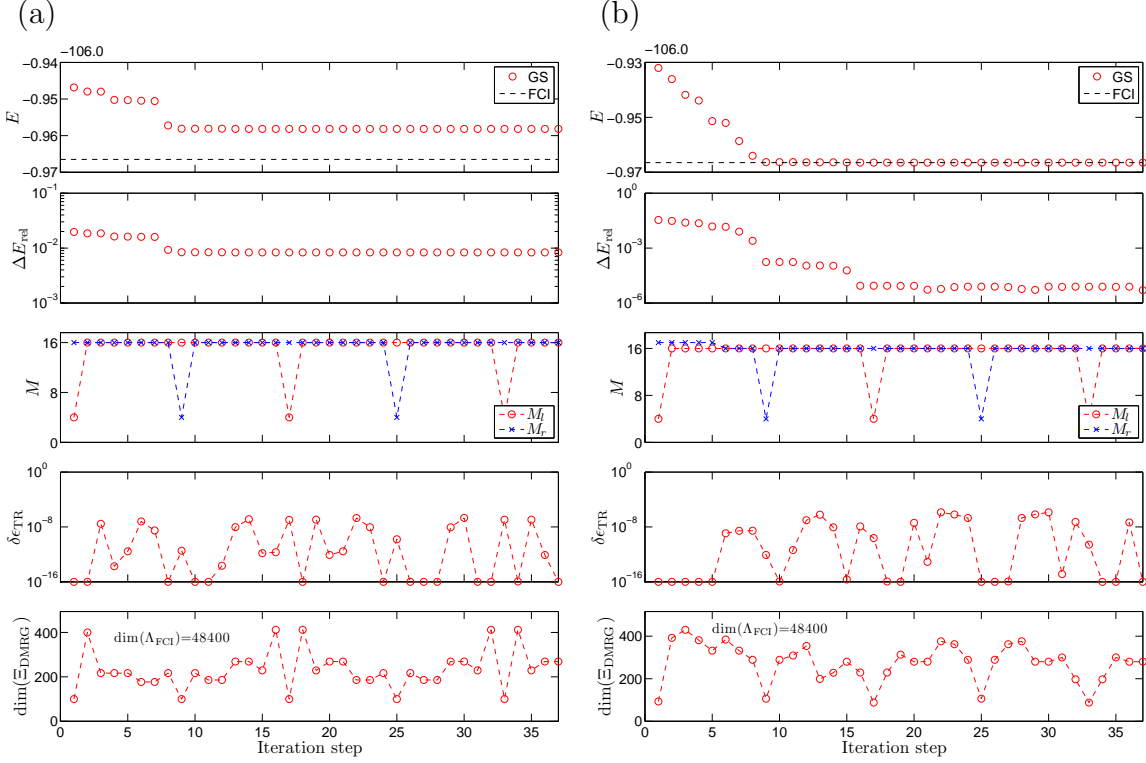 (a)
−106.0
−0.94
−0.95
−0.96
−0.97
E
GS
FCI
10^−1
10^−2
10^−3
ΔE_rel
16
8
0
M
M_l
M_r
10^0
10^−8
10^−16
δϵ_TR
400
200
0
dim(Ξ_DMRG)
dim(Λ_FCI)=48400
0 5 10 15 20 25 30 35
Iteration step
(b)
−106.0
−0.93
−0.95
−0.97
E
GS
FCI
10^0
10^−3
10^−6
ΔE_rel
16
8
0
M
M_l
M_r
10^0
10^−8
10^−16
δϵ_TR
400
200
0
dim(Ξ_DMRG)
dim(Λ_FCI)=48400
0 5 10 15 20 25 30 35
Iteration step